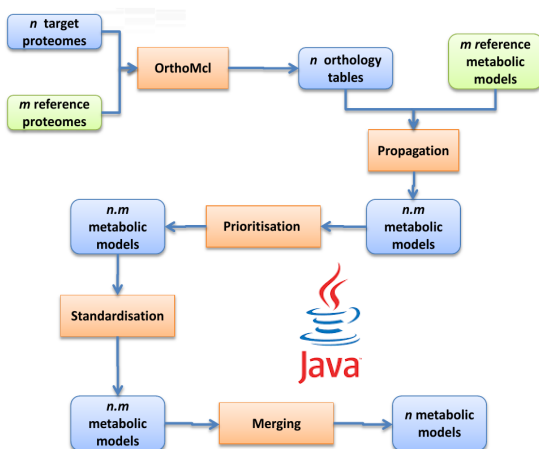 n target
proteomes
OrthoMcl
n orthology
tables
m reference
metabolic
models
m reference
proteomes
Propagation
n.m
metabolic
models
Prioritisation
n.m
metabolic
models
Standardisation
Java
n.m
metabolic
models
Merging
n metabolic
models